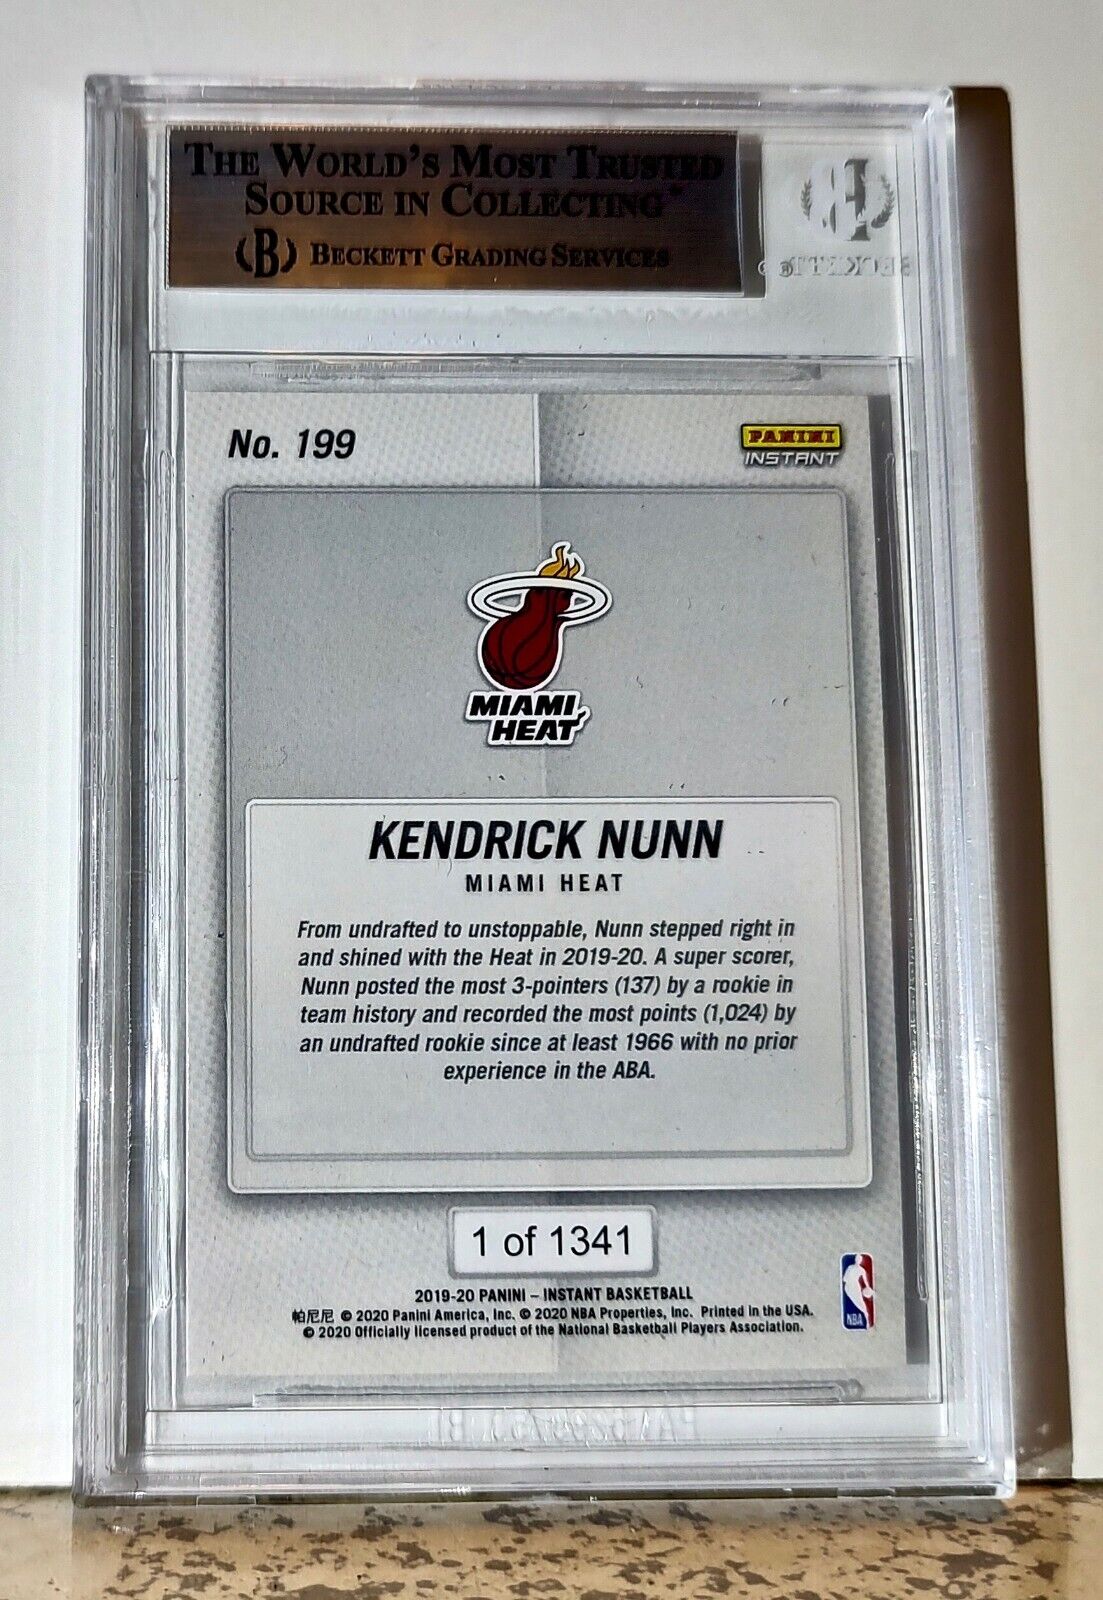 THE WORLD'S MOST TRUSTED
SOURCE IN COLLECTING
B BECKETT GRADING SERVICES
BECKETT
No. 199
PANINI
INSTANT
MIAMI
HEAT
KENDRICK NUNN
MIAMI HEAT
From undrafted to unstoppable, Nunn stepped right in
and shined with the Heat in 2019-20. A super scorer,
Nunn posted the most 3-pointers (137) by a rookie in
team history and recorded the most points (1,024) by
an undrafted rookie since at least 1966 with no prior
experience in the ABA.
1 of 1341
2019-20 PANINI – INSTANT BASKETBALL
帕尼尼 © 2020 Panini America, Inc. © 2020 NBA Properties, Inc. Printed in the USA.
© 2020 Officially licensed product of the National Basketball Players Association.
NBA